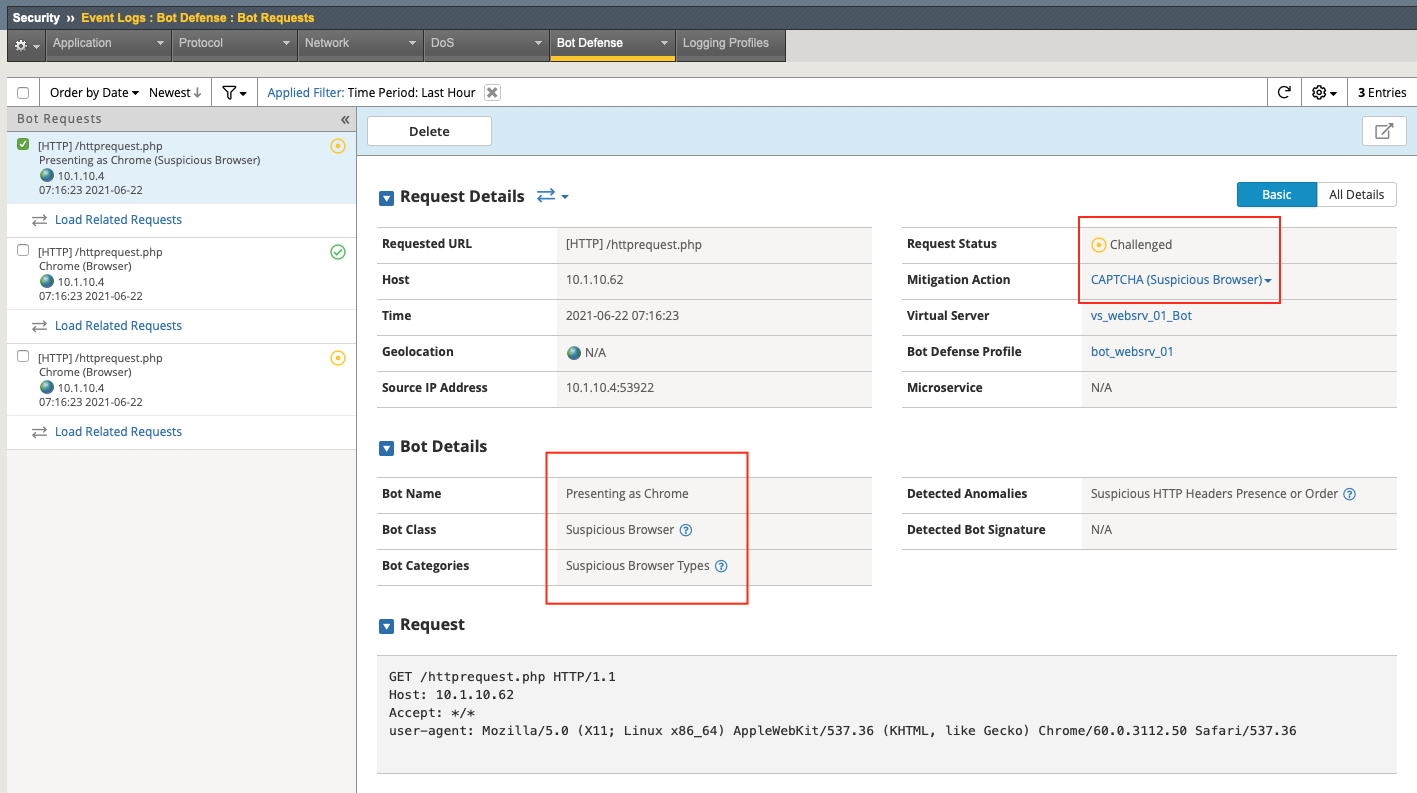 Security ›› Event Logs : Bot Defense : Bot Requests
Application Protocol Network DoS Bot Defense Logging Profiles
Order by Date Newest Applied Filter: Time Period: Last Hour 3 Entries
Bot Requests «
[HTTP] /httprequest.php
Presenting as Chrome (Suspicious Browser)
10.1.10.4
07:16:23 2021-06-22
Load Related Requests
[HTTP] /httprequest.php
Chrome (Browser)
10.1.10.4
07:16:23 2021-06-22
Load Related Requests
[HTTP] /httprequest.php
Chrome (Browser)
10.1.10.4
07:16:23 2021-06-22
Load Related Requests
Delete
Request Details
Basic All Details
Requested URL [HTTP] /httprequest.php
Host 10.1.10.62
Time 2021-06-22 07:16:23
Geolocation N/A
Source IP Address 10.1.10.4:53922
Request Status Challenged
Mitigation Action CAPTCHA (Suspicious Browser)
Virtual Server vs_websrv_01_Bot
Bot Defense Profile bot_websrv_01
Microservice N/A
Bot Details
Bot Name Presenting as Chrome
Bot Class Suspicious Browser ?
Bot Categories Suspicious Browser Types ?
Detected Anomalies Suspicious HTTP Headers Presence or Order ?
Detected Bot Signature N/A
Request
GET /httprequest.php HTTP/1.1
Host: 10.1.10.62
Accept: */*
user-agent: Mozilla/5.0 (X11; Linux x86_64) AppleWebKit/537.36 (KHTML, like Gecko) Chrome/60.0.3112.50 Safari/537.36